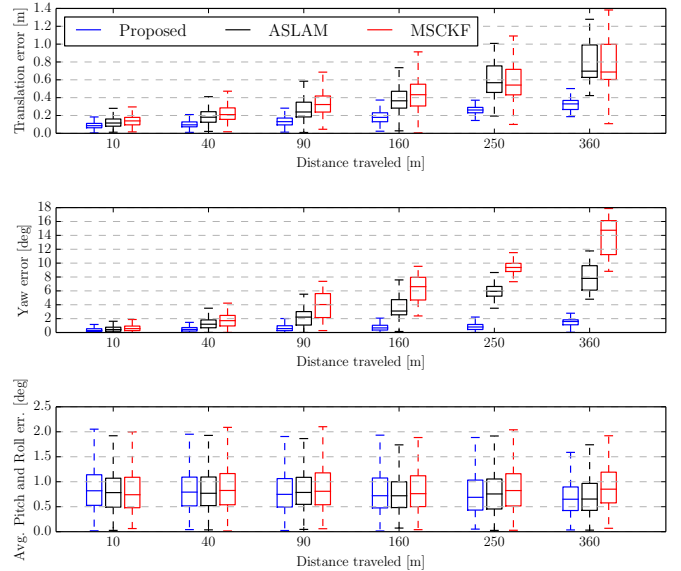 Proposed ASLAM MSCKF
Translation error [m]
1.4
1.2
1.0
0.8
0.6
0.4
0.2
0.0
10 40 90 160 250 360
Distance traveled [m]
Yaw error [deg]
18
16
14
12
10
8
6
4
2
0
10 40 90 160 250 360
Distance traveled [m]
Avg. Pitch and Roll err. [deg]
2.5
2.0
1.5
1.0
0.5
0.0
10 40 90 160 250 360
Distance traveled [m]